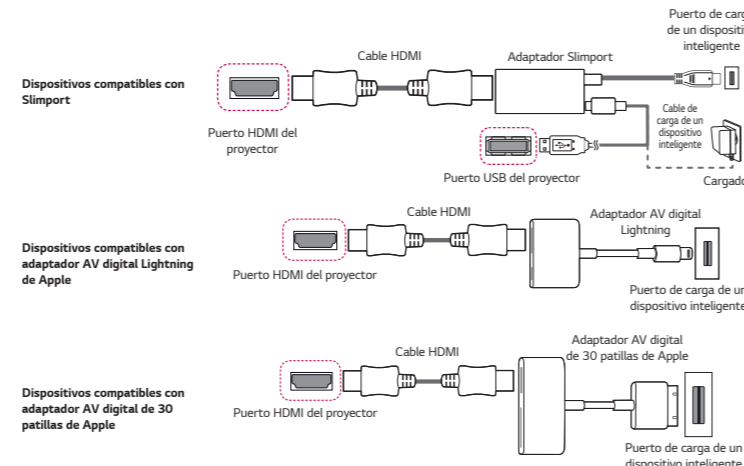 Puerto de
de un
inteligente
Cable HDMI
Adaptador Slimport
Dispositivos compatibles con
Slimport
Cable de
carga de un
dispositivo
inteligente
Puerto HDMI del
proyector
Puerto USB del proyector
Cable HDMI
Adaptador AV digital
Lightning
Dispositivos compatibles con
adaptador AV digital Lightning
de Apple
Puerto HDMI del proyector
Puerto de carga de un
dispositivo inteligente
Adaptador AV digital
de 30 patillas de Apple
Cable HDMI
Dispositivos compatibles con
adaptador AV digital de 30
patillas de Apple
Puerto HDMI del proyector
Puerto de carga de un
dispositivo inteligente